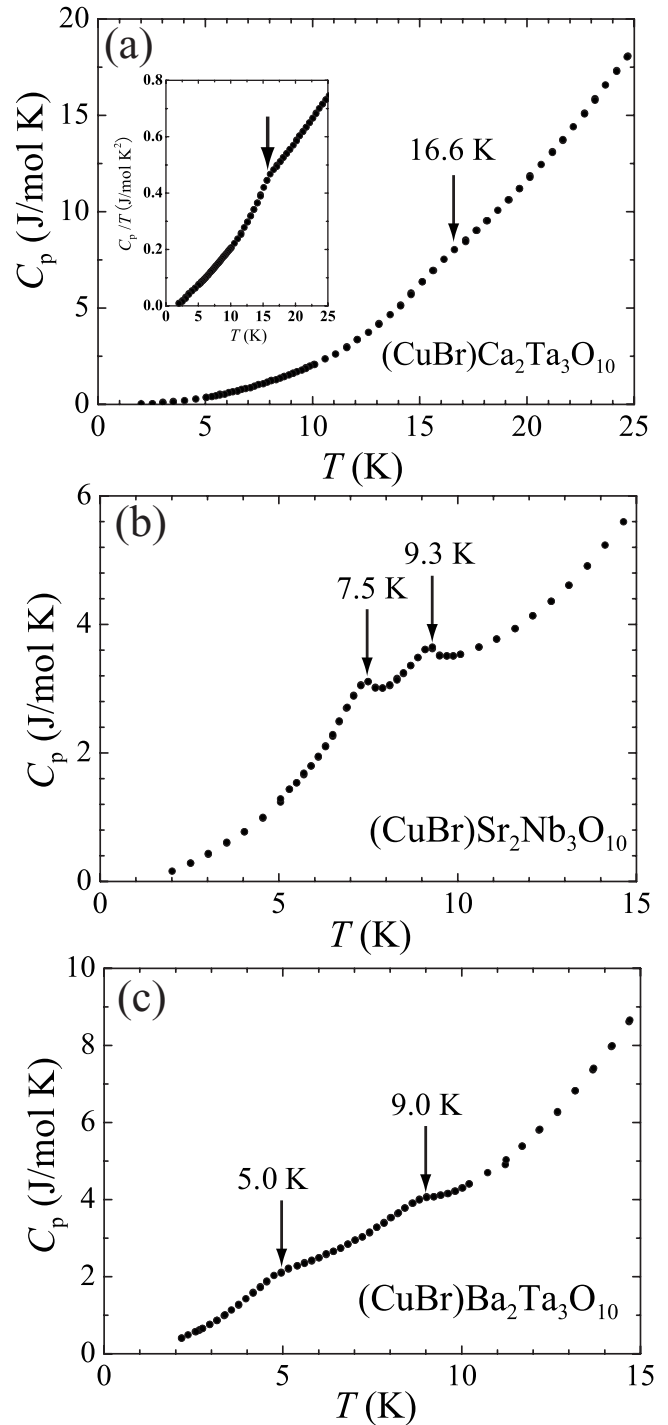 (a)
20
15
10
5
0
C_p (J/mol K)
0.8
0.6
0.4
0.2
0.0
C_p/T (J/mol K²)
0 5 10 15 20 25
T (K)
16.6 K
(CuBr)Ca₂Ta₃O₁₀
0 5 10 15 20 25
T (K)
(b)
6
4
2
0
C_p (J/mol K)
7.5 K
9.3 K
(CuBr)Sr₂Nb₃O₁₀
5 10 15
T (K)
(c)
10
8
6
4
2
0
C_p (J/mol K)
5.0 K
9.0 K
(CuBr)Ba₂Ta₃O₁₀
0 5 10 15
T (K)